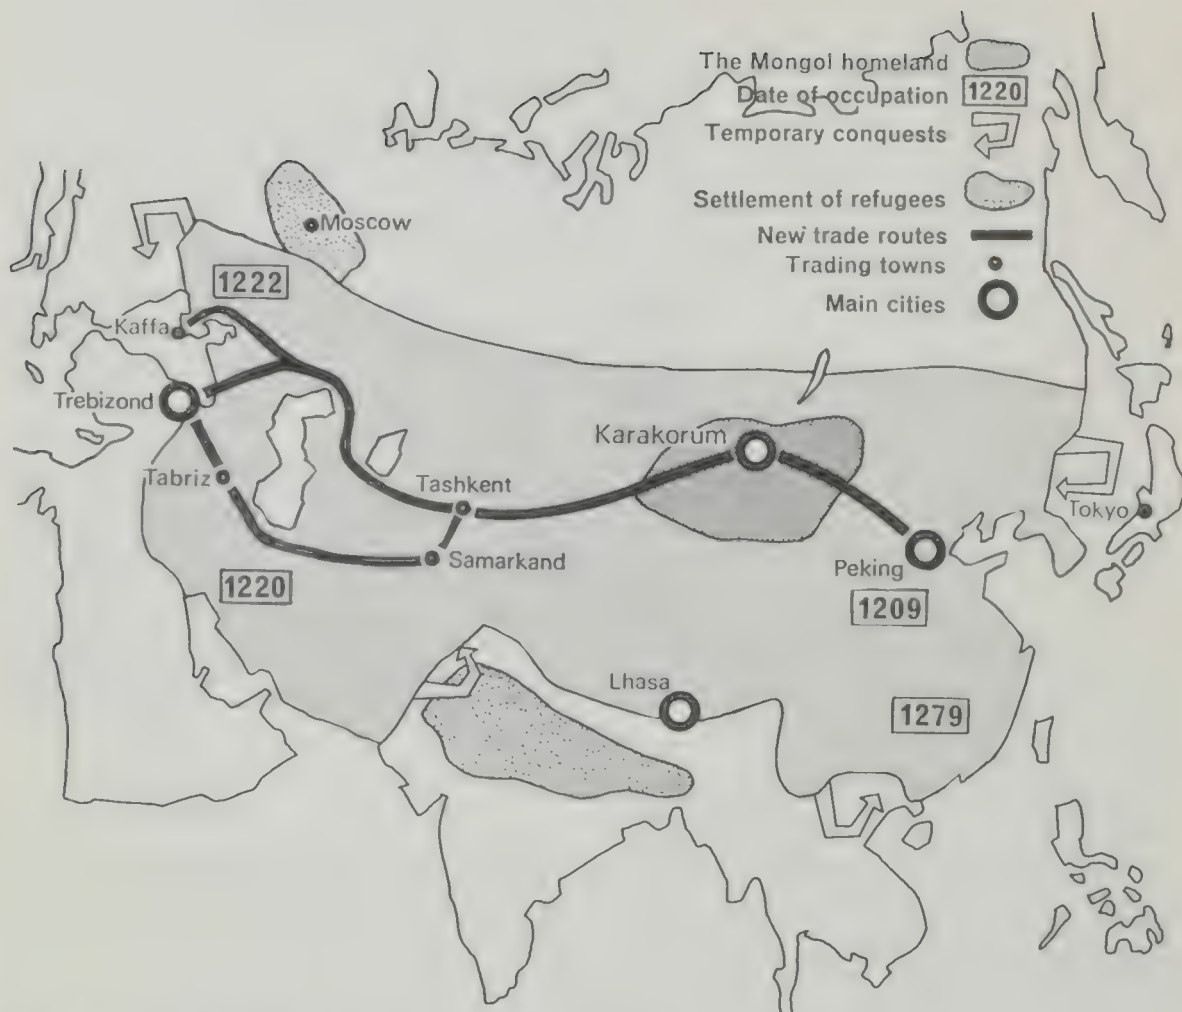 The Mongol homeland
Date of occupation 1220
Temporary conquests
Settlement of refugees
New trade routes
Trading towns
Main cities
Moscow
1222
Kaffa
Trebizond
Karakorum
Tabriz
Tashkent
Tokyo
Samarkand
Peking
1220
1209
Lhasa
1279